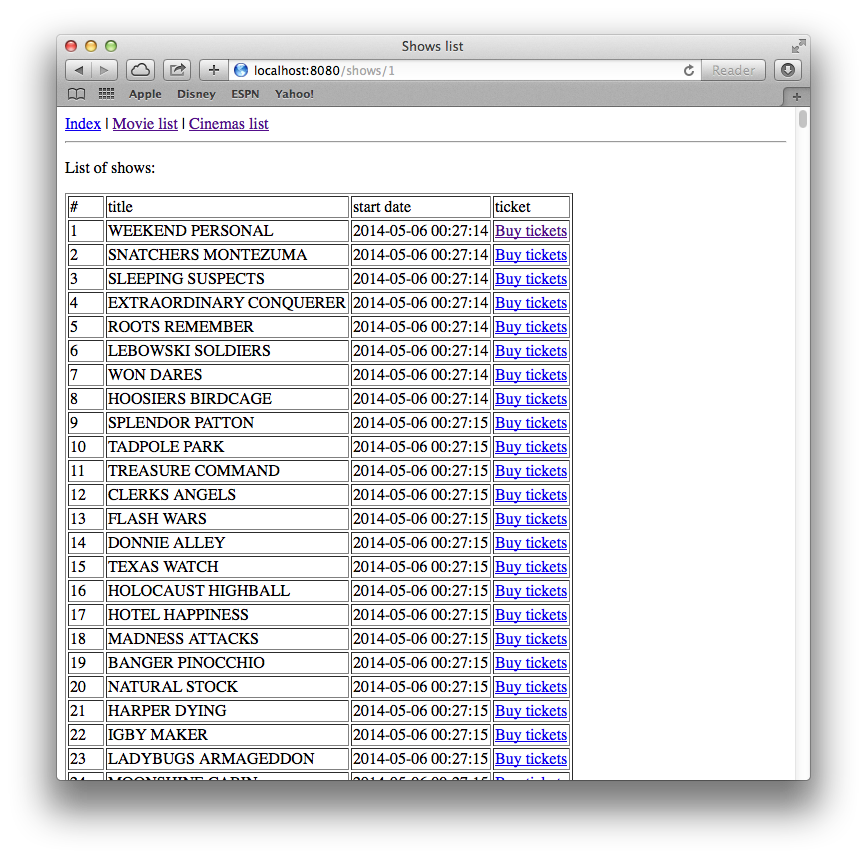 Shows list
localhost:8080/shows/1 Reader
Apple Disney ESPN Yahoo!
Index | Movie list | Cinemas list
List of shows:
# title start date ticket
1 WEEKEND PERSONAL 2014-05-06 00:27:14 Buy tickets
2 SNATCHERS MONTEZUMA 2014-05-06 00:27:14 Buy tickets
3 SLEEPING SUSPECTS 2014-05-06 00:27:14 Buy tickets
4 EXTRAORDINARY CONQUERER 2014-05-06 00:27:14 Buy tickets
5 ROOTS REMEMBER 2014-05-06 00:27:14 Buy tickets
6 LEBOWSKI SOLDIERS 2014-05-06 00:27:14 Buy tickets
7 WON DARES 2014-05-06 00:27:14 Buy tickets
8 HOOSIERS BIRDCAGE 2014-05-06 00:27:14 Buy tickets
9 SPLENDOR PATTON 2014-05-06 00:27:15 Buy tickets
10 TADPOLE PARK 2014-05-06 00:27:15 Buy tickets
11 TREASURE COMMAND 2014-05-06 00:27:15 Buy tickets
12 CLERKS ANGELS 2014-05-06 00:27:15 Buy tickets
13 FLASH WARS 2014-05-06 00:27:15 Buy tickets
14 DONNIE ALLEY 2014-05-06 00:27:15 Buy tickets
15 TEXAS WATCH 2014-05-06 00:27:15 Buy tickets
16 HOLOCAUST HIGHBALL 2014-05-06 00:27:15 Buy tickets
17 HOTEL HAPPINESS 2014-05-06 00:27:15 Buy tickets
18 MADNESS ATTACKS 2014-05-06 00:27:15 Buy tickets
19 BANGER PINOCCHIO 2014-05-06 00:27:15 Buy tickets
20 NATURAL STOCK 2014-05-06 00:27:15 Buy tickets
21 HARPER DYING 2014-05-06 00:27:15 Buy tickets
22 IGBY MAKER 2014-05-06 00:27:15 Buy tickets
23 LADYBUGS ARMAGEDDON 2014-05-06 00:27:15 Buy tickets
24 MOONSHINE CABIN 2014-05-06 00:27:15 Buy tickets